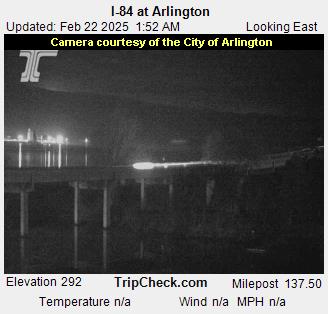 I-84 at Arlington
Updated: Feb 22 2025 1:52 AM Looking East
Camera courtesy of the City of Arlington
Elevation 292 TripCheck.com Milepost 137.50
Temperature n/a Wind n/a MPH n/a